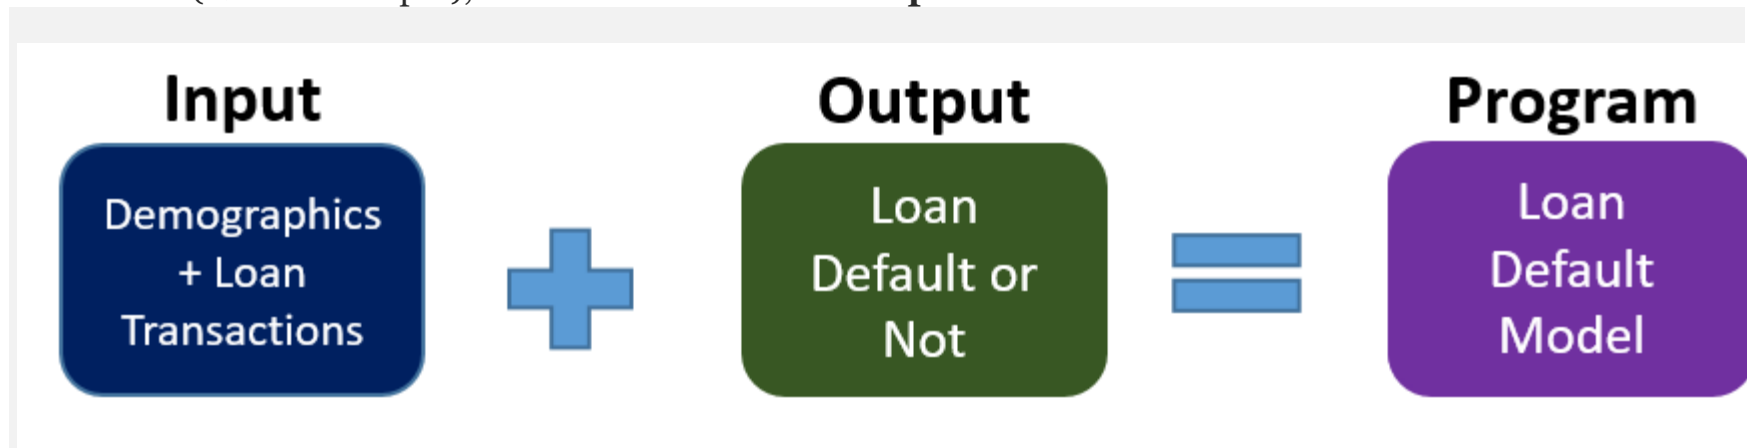 Input
Output
Program
Demographics
+ Loan
Transactions
Loan
Default or
Not
Loan
Default
Model